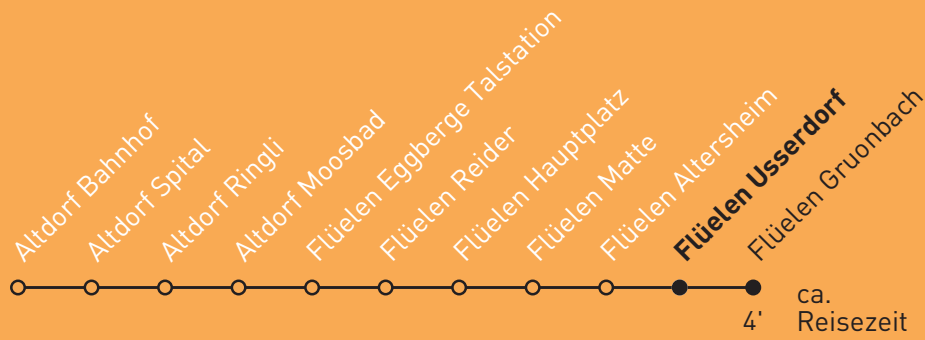 Altdorf Bahnhof
Altdorf Spital
Altdorf Ringli
Altdorf Moosbad
Flüelen Eggberge Talstation
Flüelen Reider
Flüelen Hauptplatz
Flüelen Matte
Flüelen Altersheim
Flüelen Usserdorf
Flüelen Gruonbach
4'
ca.
Reisezeit